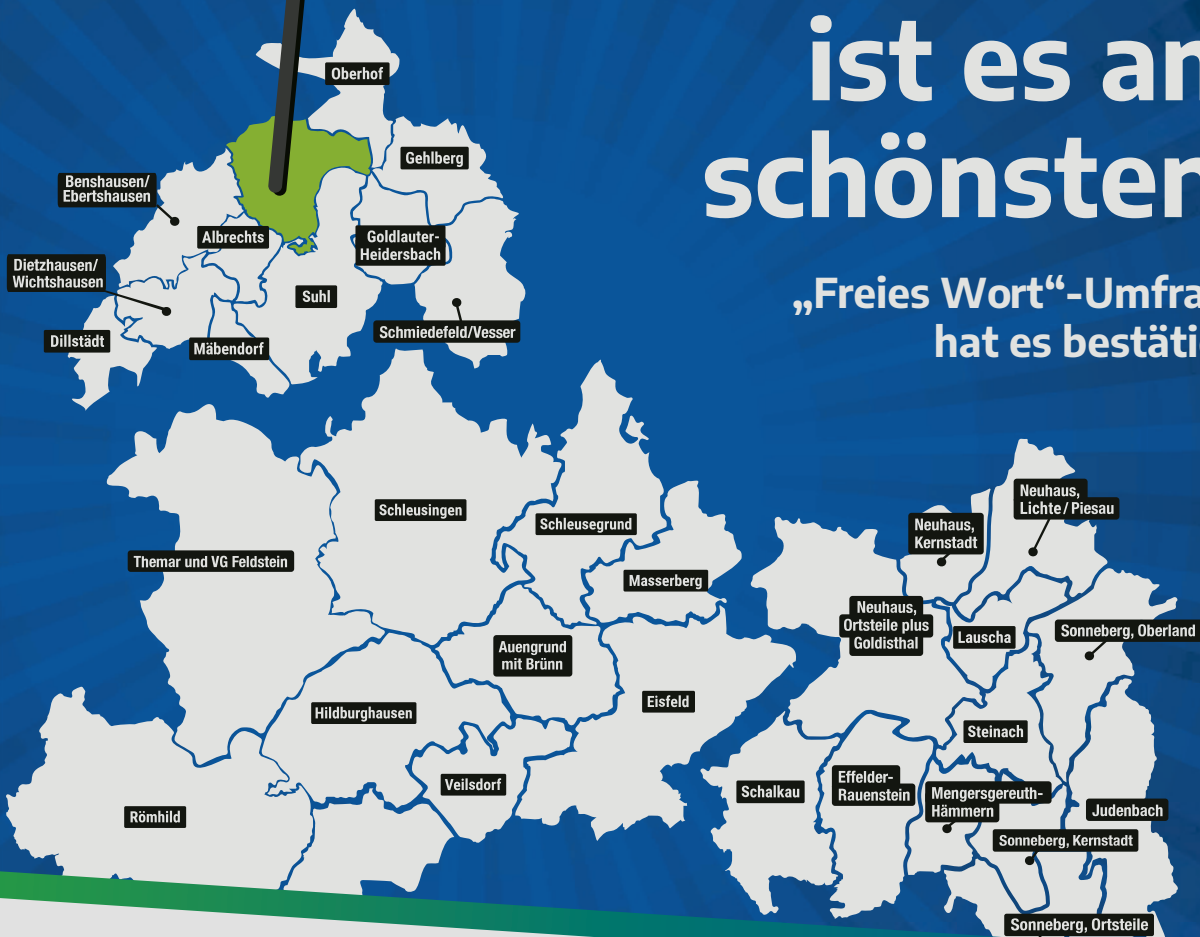 ist es am
schönsten
„Freies Wort“-Umfra
hat es bestäti
Oberhof
Gehlberg
Benshausen/
Ebertshausen
Albrechts
Goldlauter-
Heidersbach
Dietzhausen/
Wichtshausen
Suhl
Schmiedefeld/Vesser
Dillstädt
Mäbendorf
Schleusingen
Schleusegrund
Themar und VG Feldstein
Masserberg
Auengrund
mit Brünn
Hildburghausen
Eisfeld
Veilsdorf
Römhild
Neuhaus,
Lichte / Piesau
Neuhaus,
Kernstadt
Neuhaus,
Ortsteile plus
Goldisthal
Lauscha
Sonneberg, Oberland
Steinach
Schalkau
Effelder-
Rauenstein
Mengersgereuth-
Hämmern
Judenbach
Sonneberg, Kernstadt
Sonneberg, Ortsteile